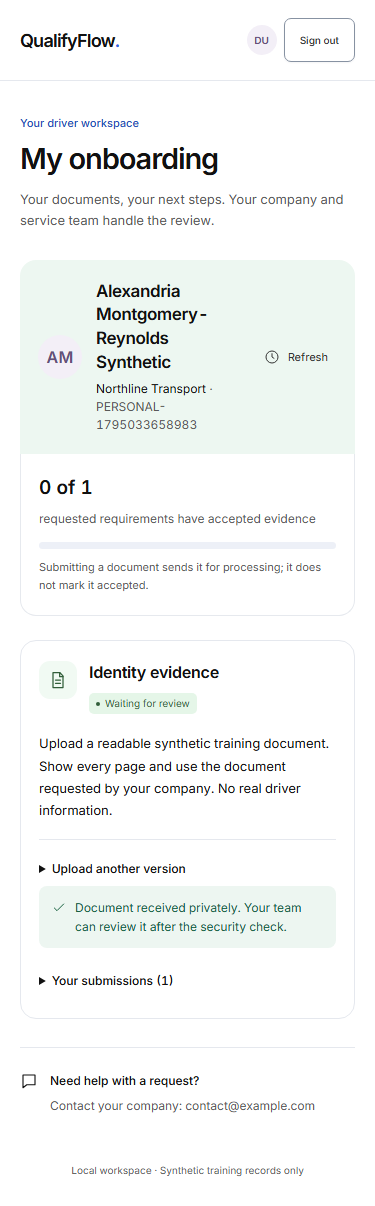 QualifyFlow.
DU
Sign out
Your driver workspace
My onboarding
Your documents, your next steps. Your company and
service team handle the review.
AM
Alexandria
Montgomery-
Reynolds
Synthetic
Northline Transport ·
PERSONAL-
1795033658983
Refresh
0 of 1
requested requirements have accepted evidence
Submitting a document sends it for processing; it does
not mark it accepted.
Identity evidence
Waiting for review
Upload a readable synthetic training document.
Show every page and use the document
requested by your company. No real driver
information.
Upload another version
Document received privately. Your team
can review it after the security check.
Your submissions (1)
Need help with a request?
Contact your company: contact@example.com
Local workspace · Synthetic training records only